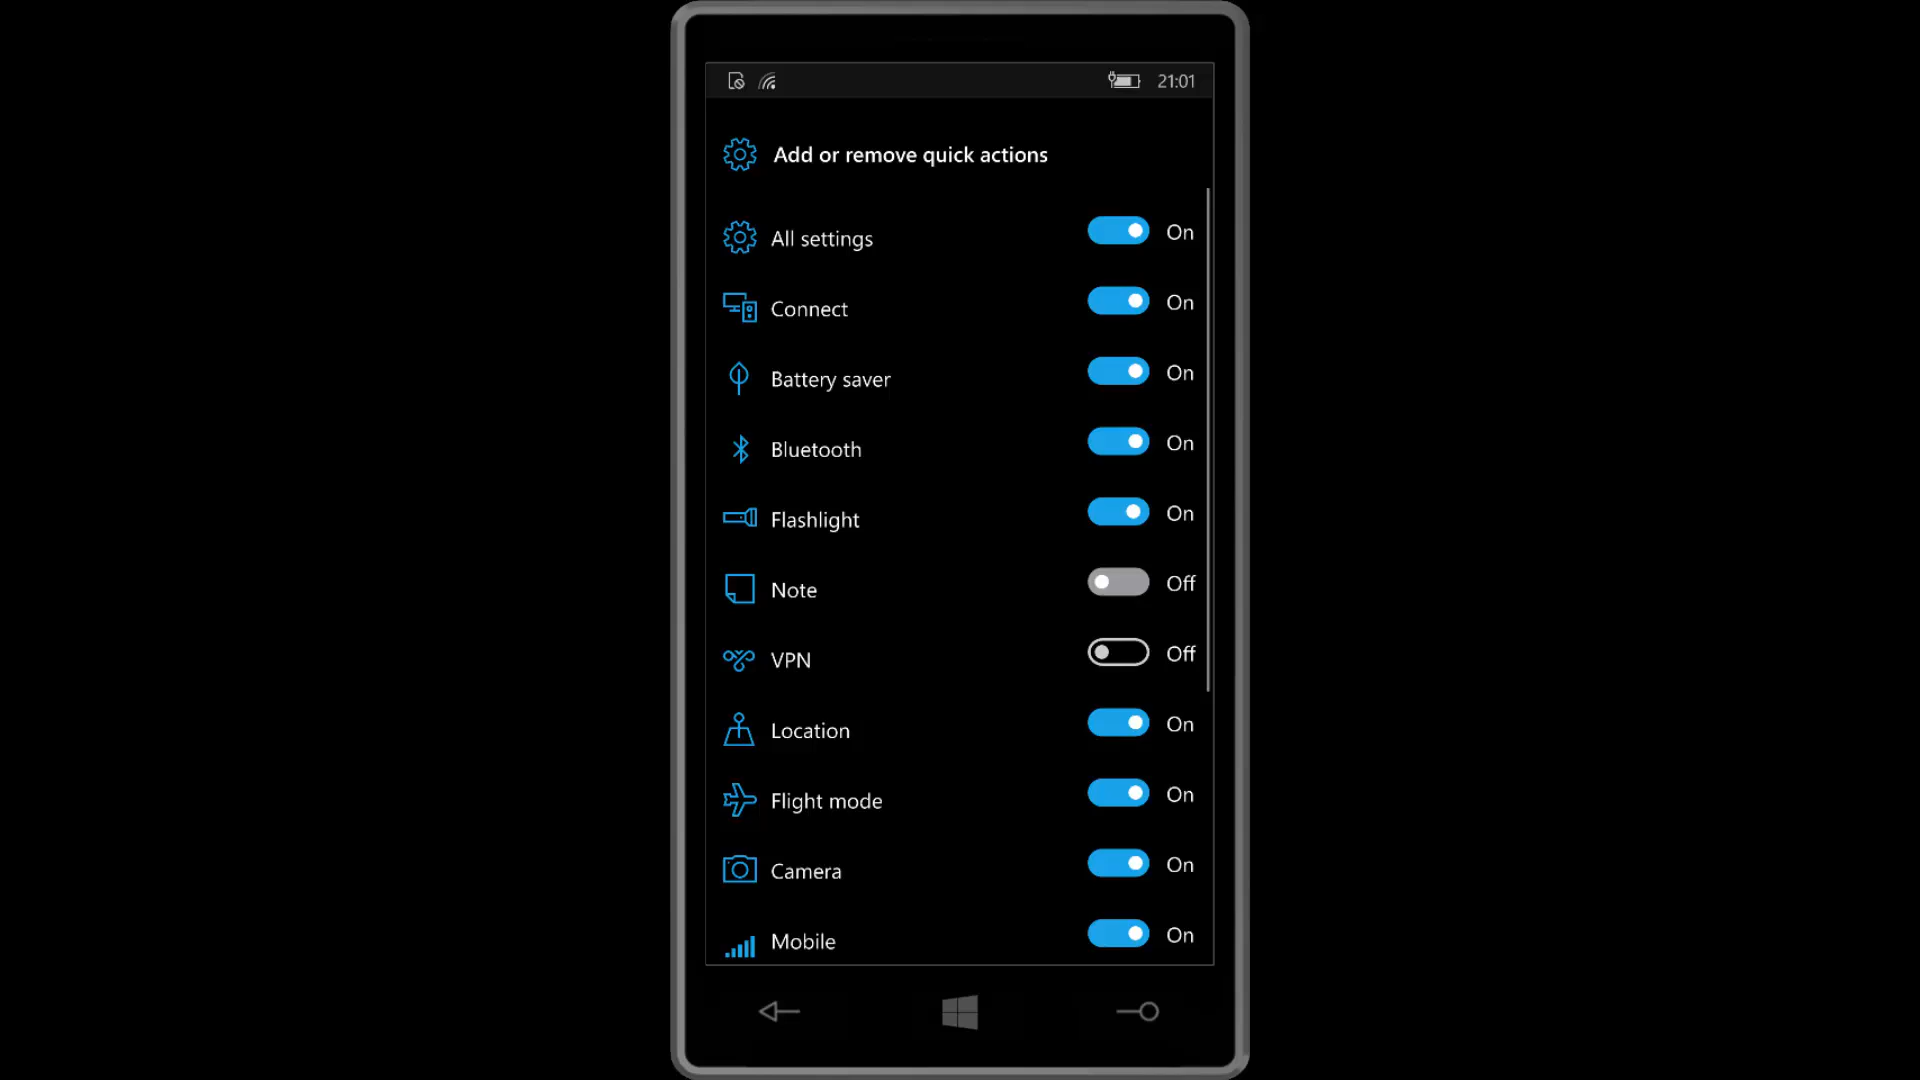 21:01
Add or remove quick actions
All settings On
Connect On
Battery saver On
Bluetooth On
Flashlight On
Note Off
VPN Off
Location On
Flight mode On
Camera On
Mobile On